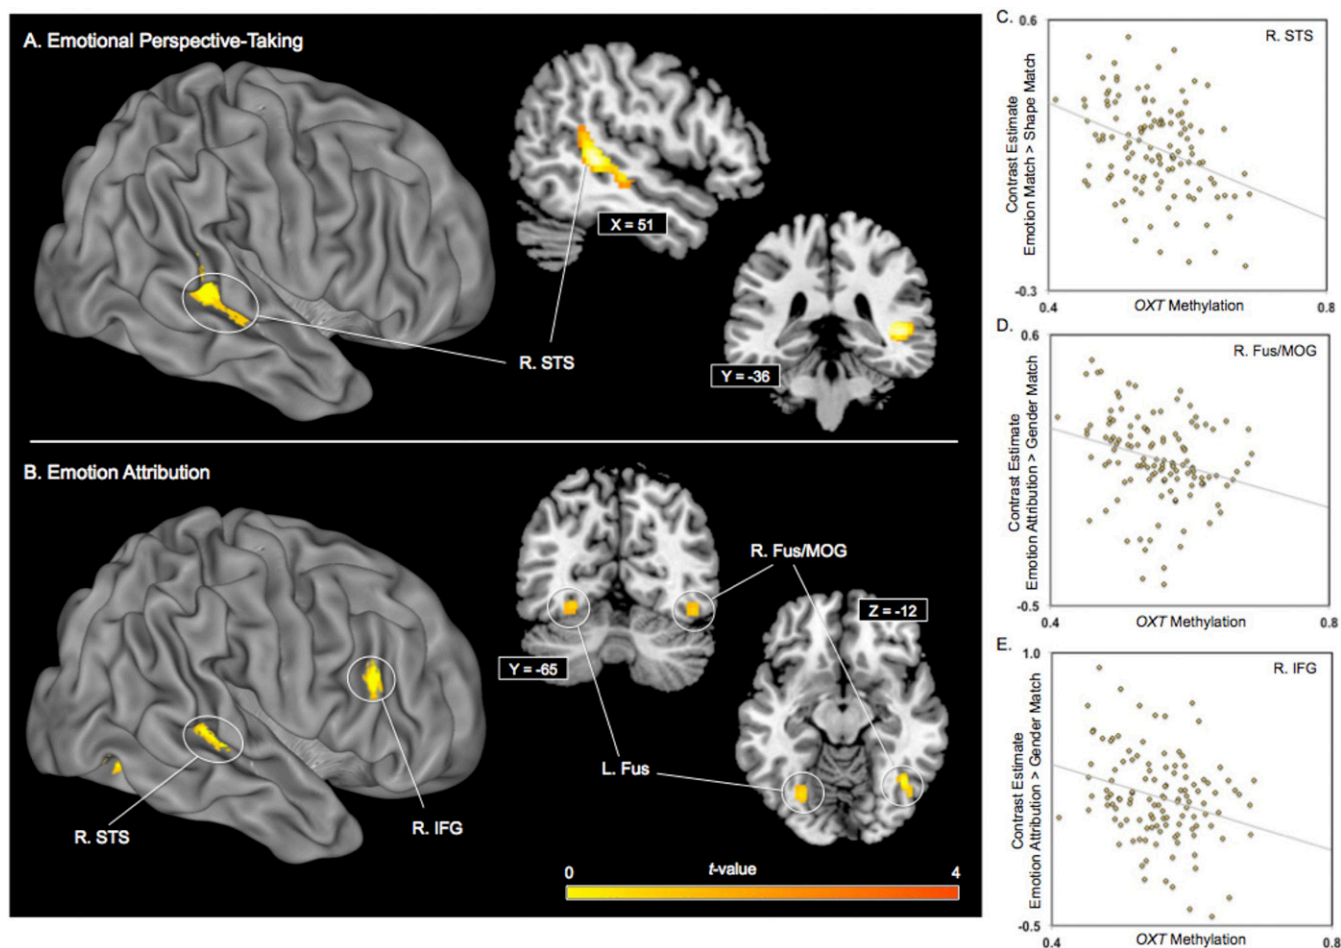 A. Emotional Perspective-Taking
X = 51
R. STS
Y = -36
B. Emotion Attribution
R. Fus/MOG
Z = -12
Y = -65
L. Fus
R. STS
R. IFG
0
t-value
4
C.
0.6
R. STS
Contrast Estimate
Emotion Match > Shape Match
-0.3
0.4
OXT Methylation
0.8
D.
0.6
R. Fus/MOG
Contrast Estimate
Emotion Attribution > Gender Match
-0.5
0.4
OXT Methylation
0.8
E.
1.0
R. IFG
Contrast Estimate
Emotion Attribution > Gender Match
-0.5
0.4
OXT Methylation
0.8